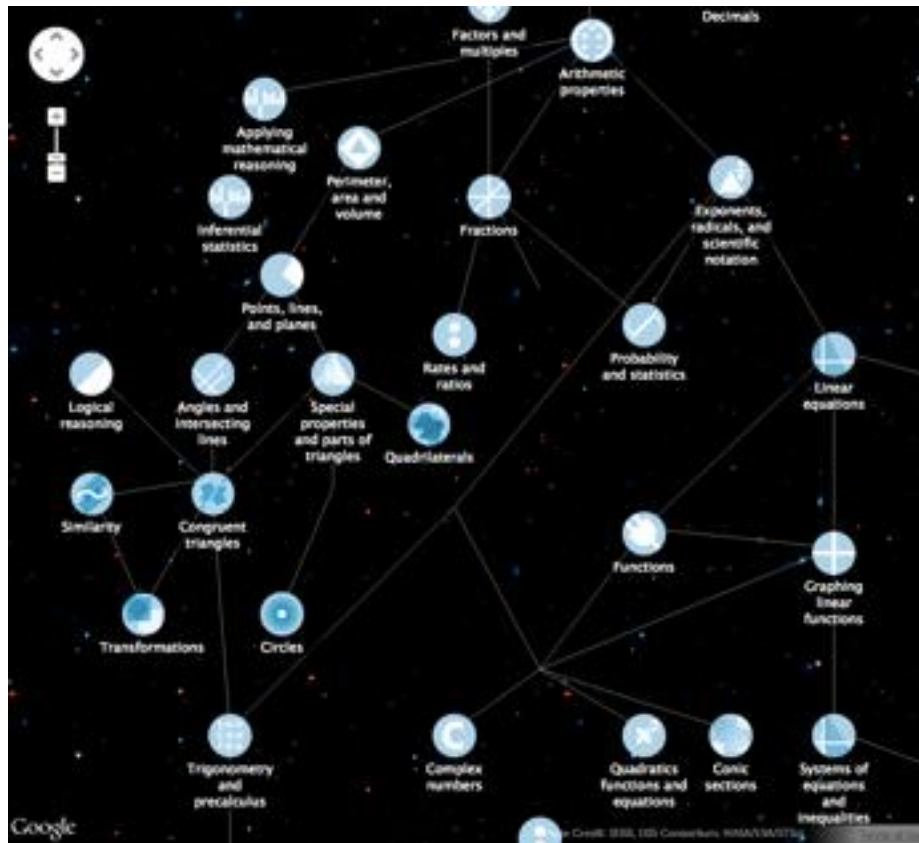 Decimals
Factors and
multiples
Arithmetic
properties
Applying
mathematical
reasoning
Perimeter,
area and
volume
Inferential
statistics
Fractions
Exponents,
radicals, and
scientific
notation
Points, lines,
and planes
Rates and
ratios
Probability
and statistics
Linear
equations
Logical
reasoning
Angles and
intersecting
lines
Special
properties
and parts of
triangles
Quadrilaterals
Similarity
Congruent
triangles
Functions
Graphing
linear
functions
Transformations
Circles
Trigonometry
and
precalculus
Complex
numbers
Quadratics
functions and
equations
Conic
sections
Systems of
equations
and
inequalities
Google